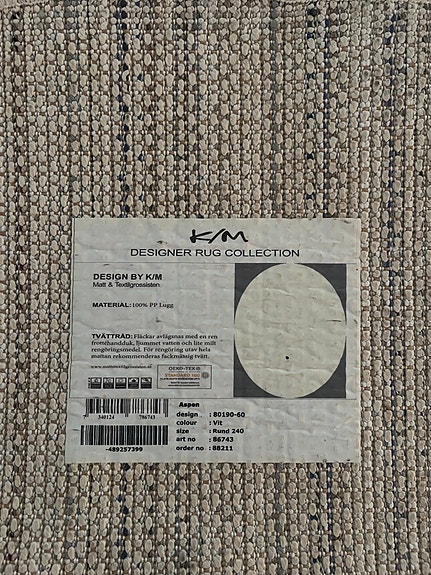 K/M
DESIGNER RUG COLLECTION
DESIGN BY K/M
Matt & Textilgrossisten
MATERIAL: 100% PP Lugg
TVÄTTRÅD: Fläckar avlägsnas med en ren
frottéhandduk, ljummet vatten och lite milt
rengöringsmedel. För rengöring utav hela
mattan rekommenderas fackmässig tvätt.
OEKO-TEX®
STANDARD 100
7 340124 786743
-489257399
Aspen
design : 80190-60
colour : Vit
size : Rund 240
art no : 86743
order no : 88211